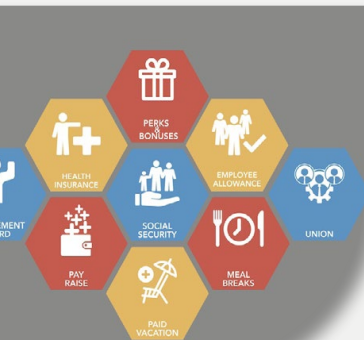 PERKS
&
BONUSES
HEALTH
INSURANCE
EMPLOYEE
ALLOWANCE
SOCIAL
SECURITY
UNION
PAY
RAISE
MEAL
BREAKS
PAID
VACATION